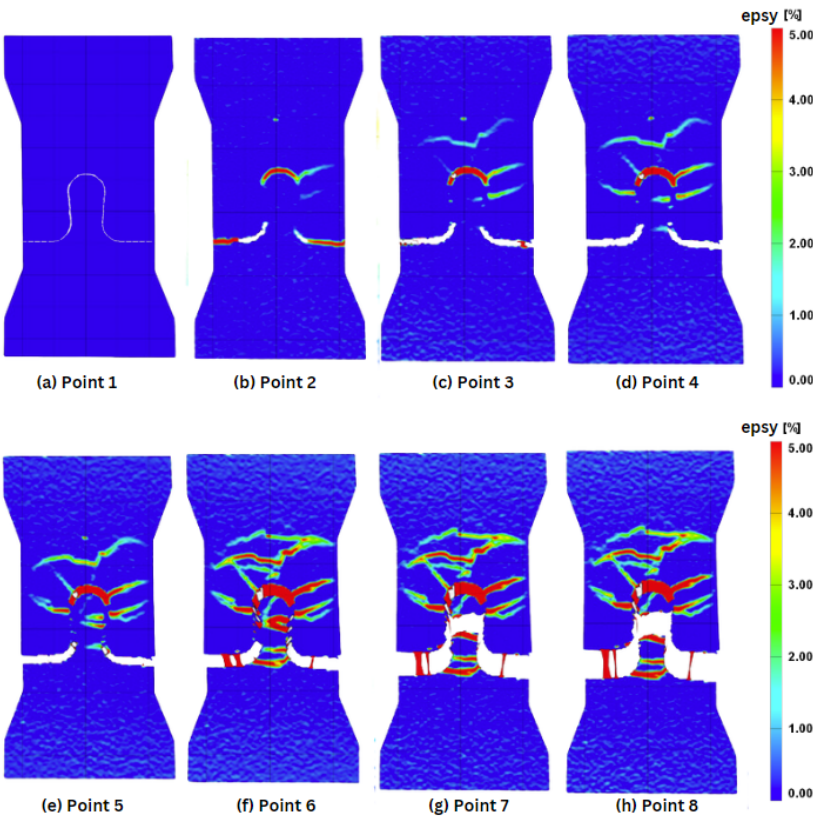 epsy [%]
5.00
4.00
3.00
2.00
1.00
0.00
(a) Point 1
(b) Point 2
(c) Point 3
(d) Point 4
epsy [%]
5.00
4.00
3.00
2.00
1.00
0.00
(e) Point 5
(f) Point 6
(g) Point 7
(h) Point 8